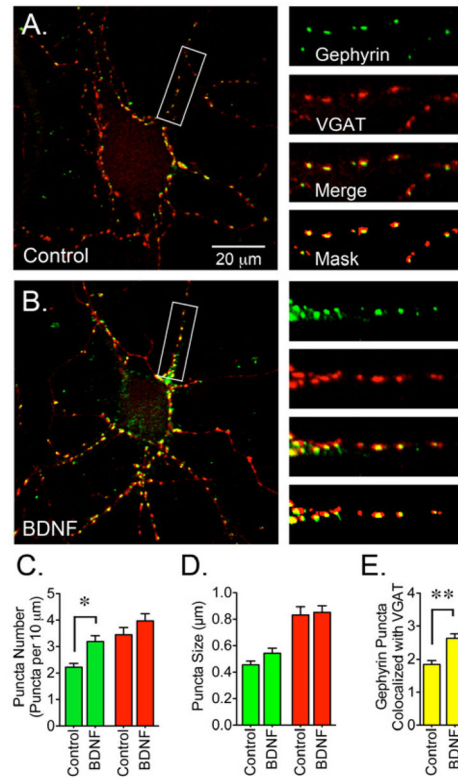 A.
Gephyrin
VGAT
Merge
Control
20 μm
Mask
B.
BDNF
C.
D.
E.
Puncta Number
(Puncta per 10 μm)
5
4
3
2
1
0
*
Control
BDNF
Control
BDNF
Puncta Size (μm)
1.0
0.8
0.6
0.4
0.2
0.0
Control
BDNF
Control
BDNF
Gephyrin Puncta
Colocalized with VGAT
4
3
2
1
0
**
Control
BDNF